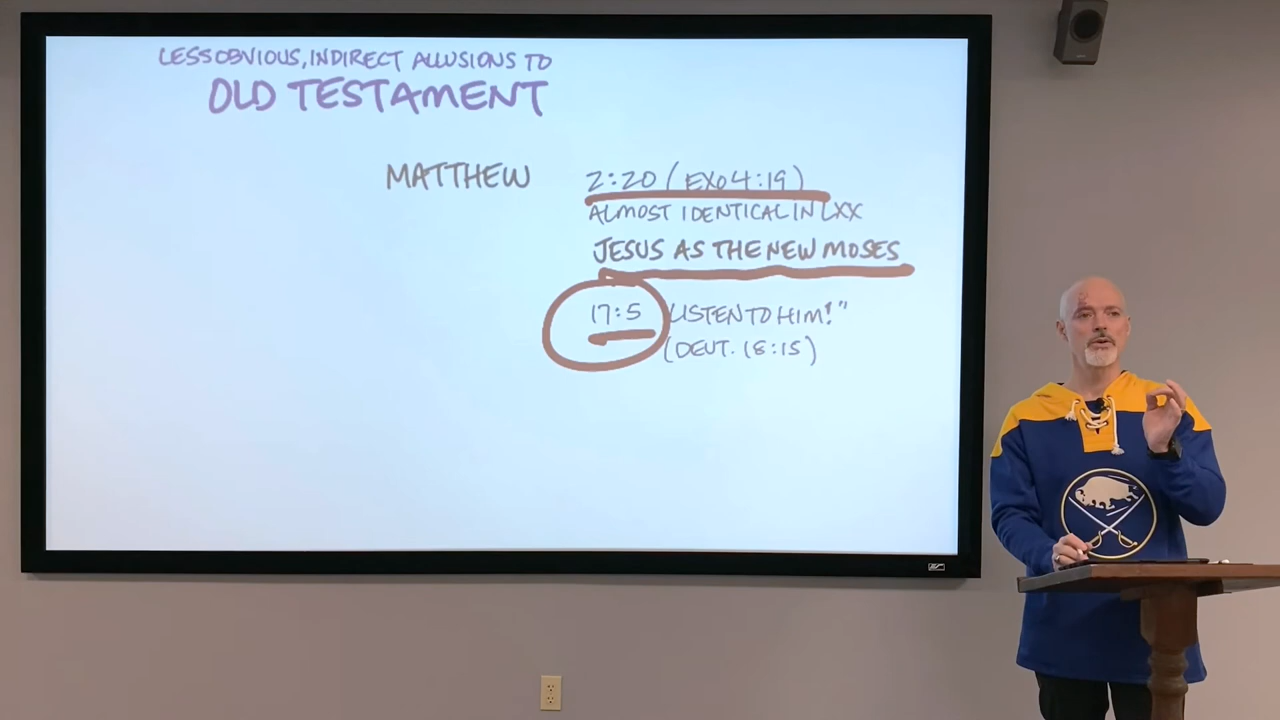 LESS OBVIOUS, INDIRECT ALLUSIONS TO
OLD TESTAMENT
MATTHEW
2:20 (EXO 4:19)
ALMOST IDENTICAL IN LXX
JESUS AS THE NEW MOSES
17:5 LISTEN TO HIM!"
(DEUT. 18:15)